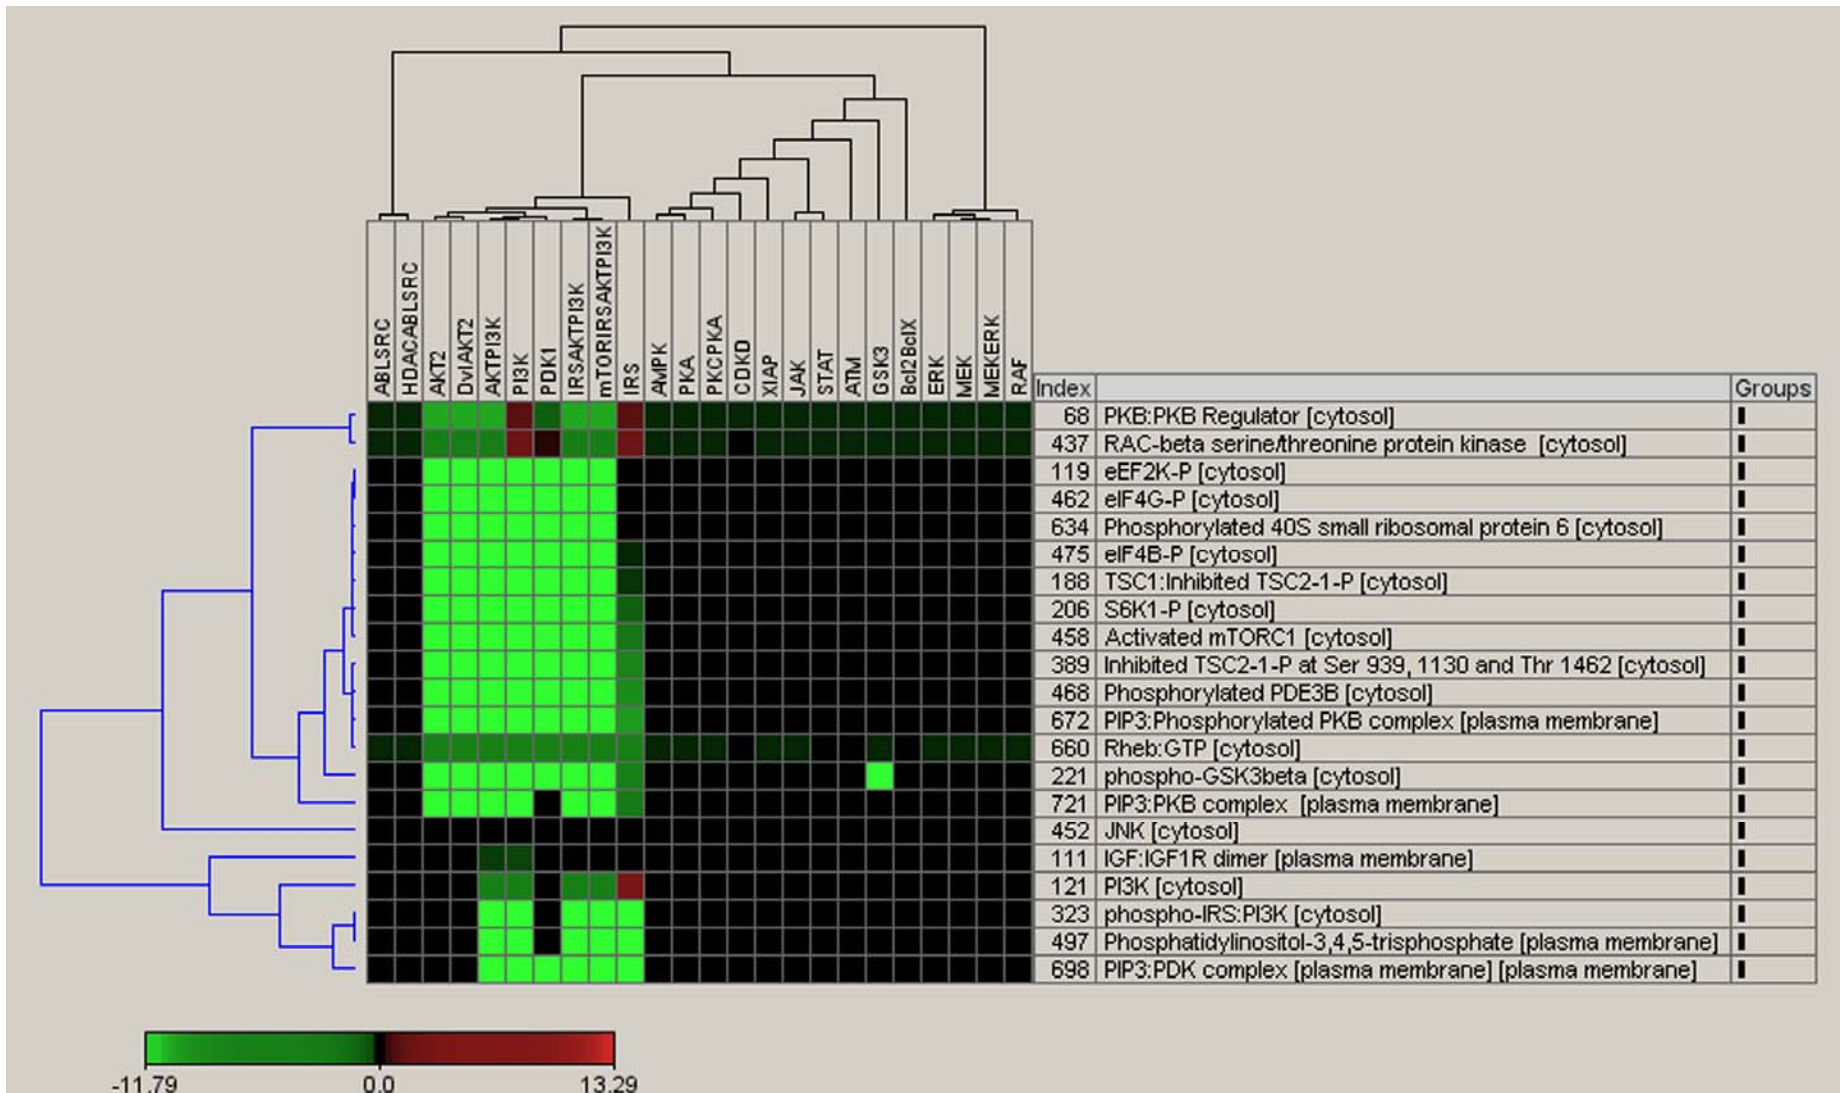 ABLSRC
HDACABLSRC
AKT2
DvlAKT2
AKTPI3K
PI3K
PDK1
IRSAKTPI3K
mTORIRSAKTPI3K
IRS
AMPK
PKA
PKCPKA
CDKD
XIAP
JAK
STAT
ATM
GSK3
Bcl2BclX
ERK
MEK
MEKERK
RAF
Index Groups
68 PKB:PKB Regulator [cytosol]
437 RAC-beta serine/threonine protein kinase [cytosol]
119 eEF2K-P [cytosol]
462 eIF4G-P [cytosol]
634 Phosphorylated 40S small ribosomal protein 6 [cytosol]
475 eIF4B-P [cytosol]
188 TSC1:Inhibited TSC2-1-P [cytosol]
206 S6K1-P [cytosol]
458 Activated mTORC1 [cytosol]
389 Inhibited TSC2-1-P at Ser 939, 1130 and Thr 1462 [cytosol]
468 Phosphorylated PDE3B [cytosol]
672 PIP3:Phosphorylated PKB complex [plasma membrane]
660 Rheb:GTP [cytosol]
221 phospho-GSK3beta [cytosol]
721 PIP3:PKB complex [plasma membrane]
452 JNK [cytosol]
111 IGF:IGF1R dimer [plasma membrane]
121 PI3K [cytosol]
323 phospho-IRS:PI3K [cytosol]
497 Phosphatidylinositol-3,4,5-trisphosphate [plasma membrane]
698 PIP3:PDK complex [plasma membrane] [plasma membrane]
-11.79 0.0 13.29